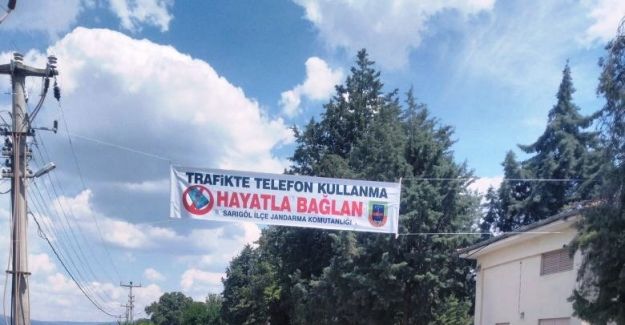 TRAFİKTE TELEFON KULLANMA
HAYATLA BAĞLAN
SARIGÖL İLÇE JANDARMA KOMUTANLIĞI